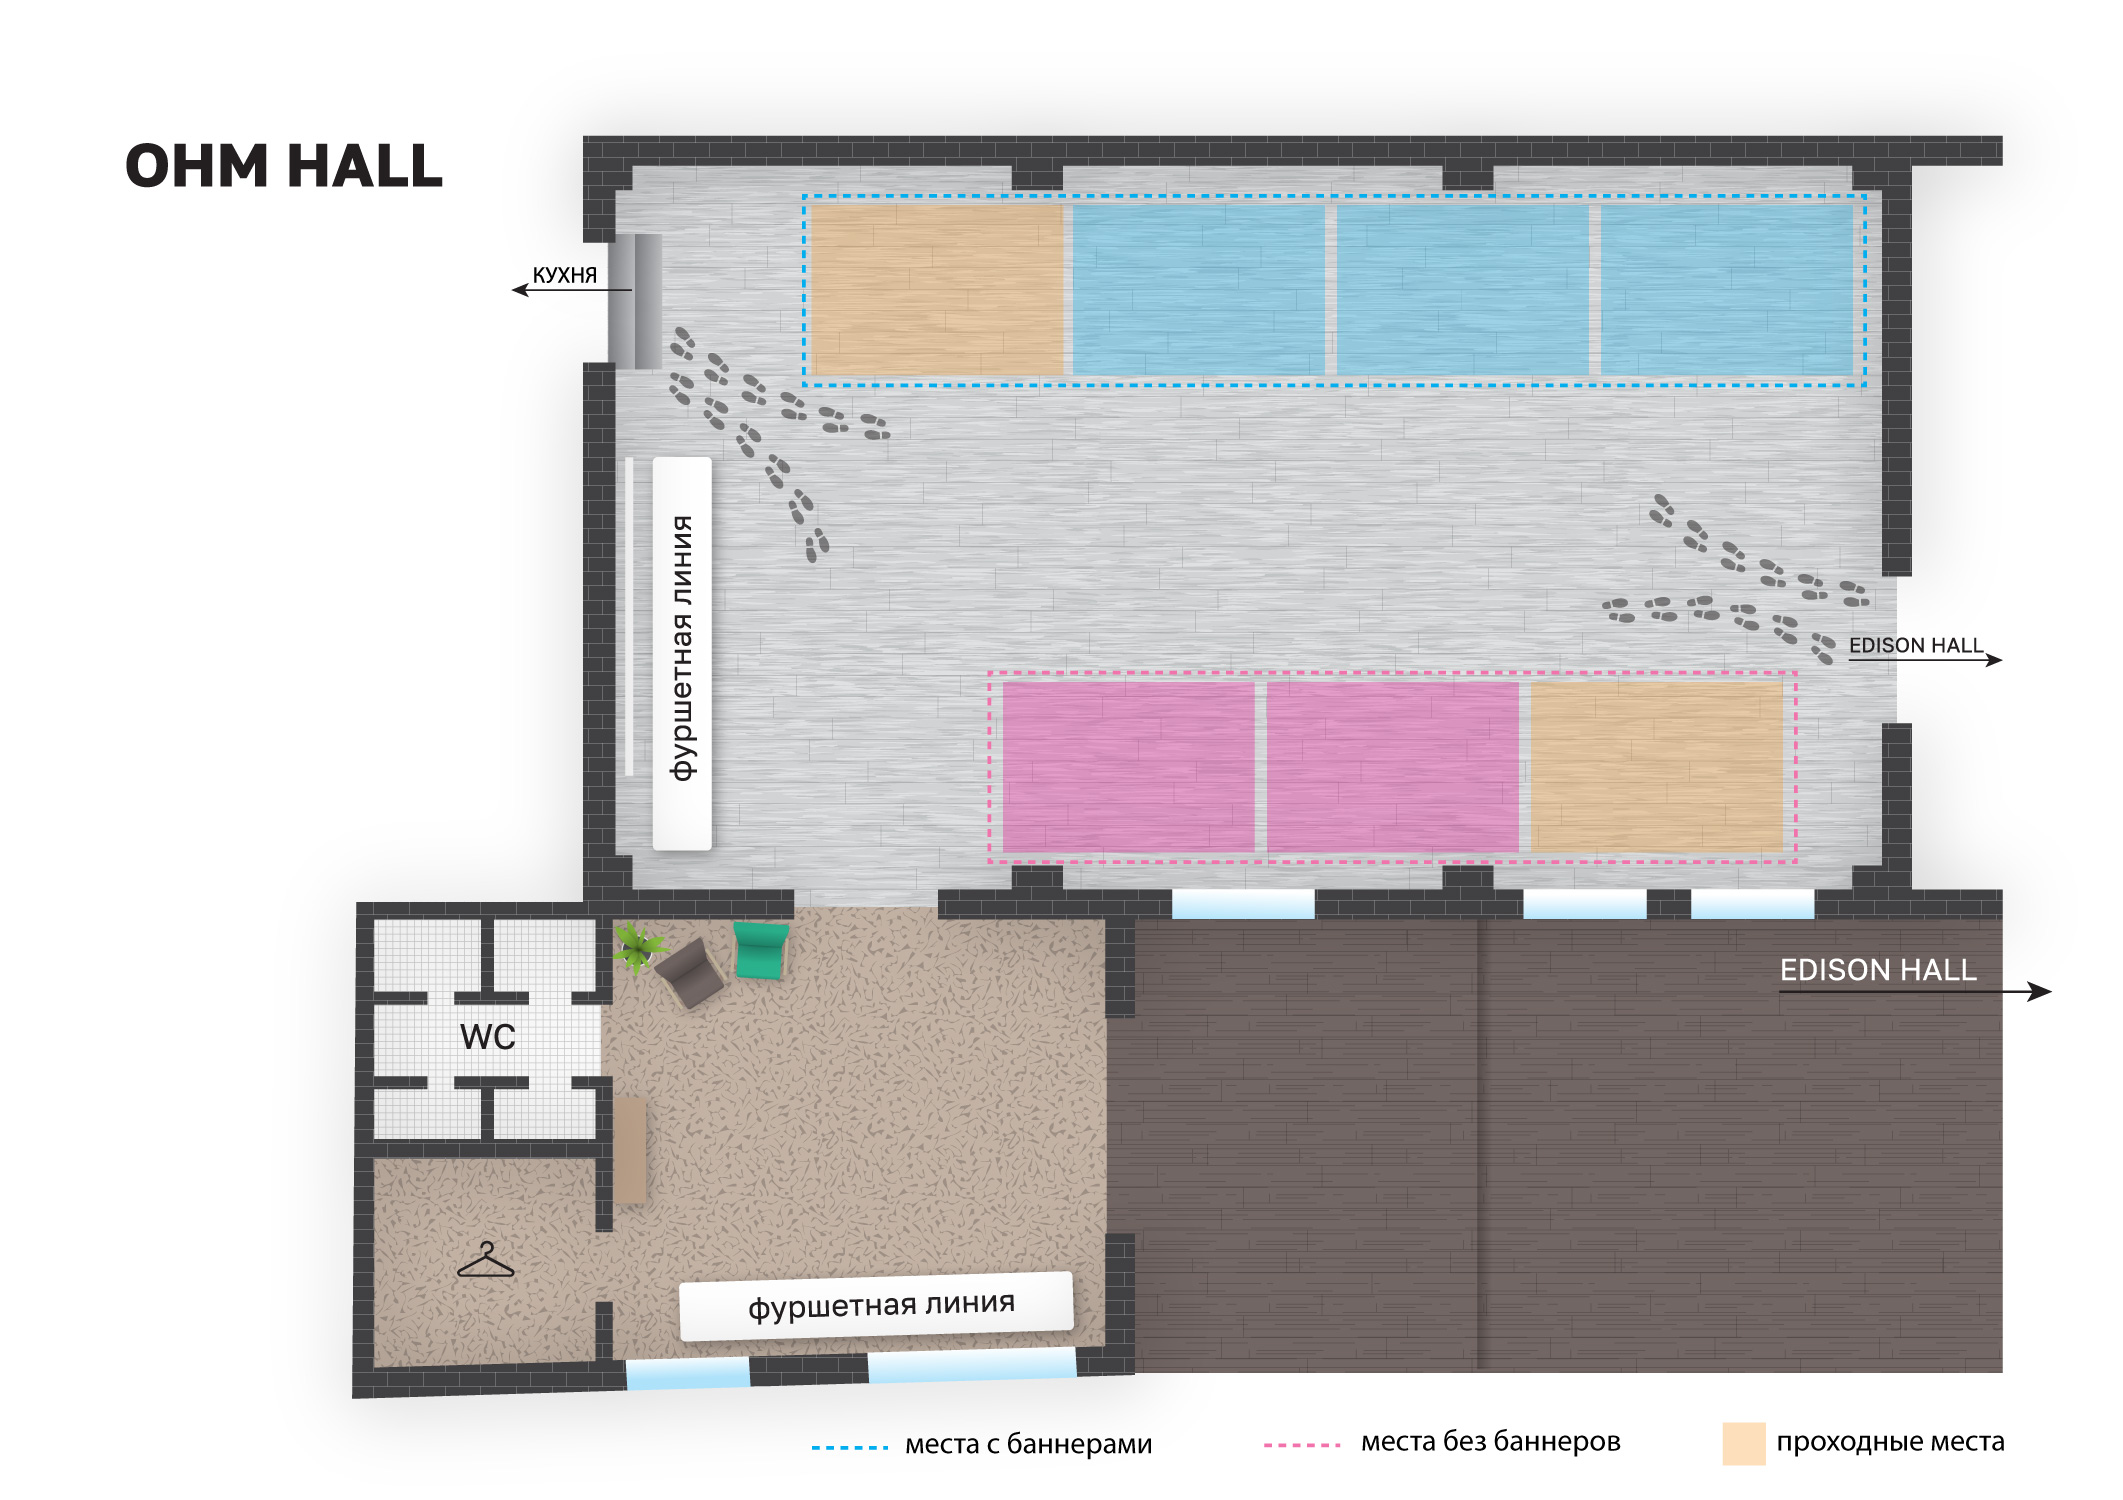 OHM HALL
КУХНЯ
фуршетная линия
EDISON HALL
EDISON HALL
WC
фуршетная линия
места с баннерами
места без баннеров
проходные места